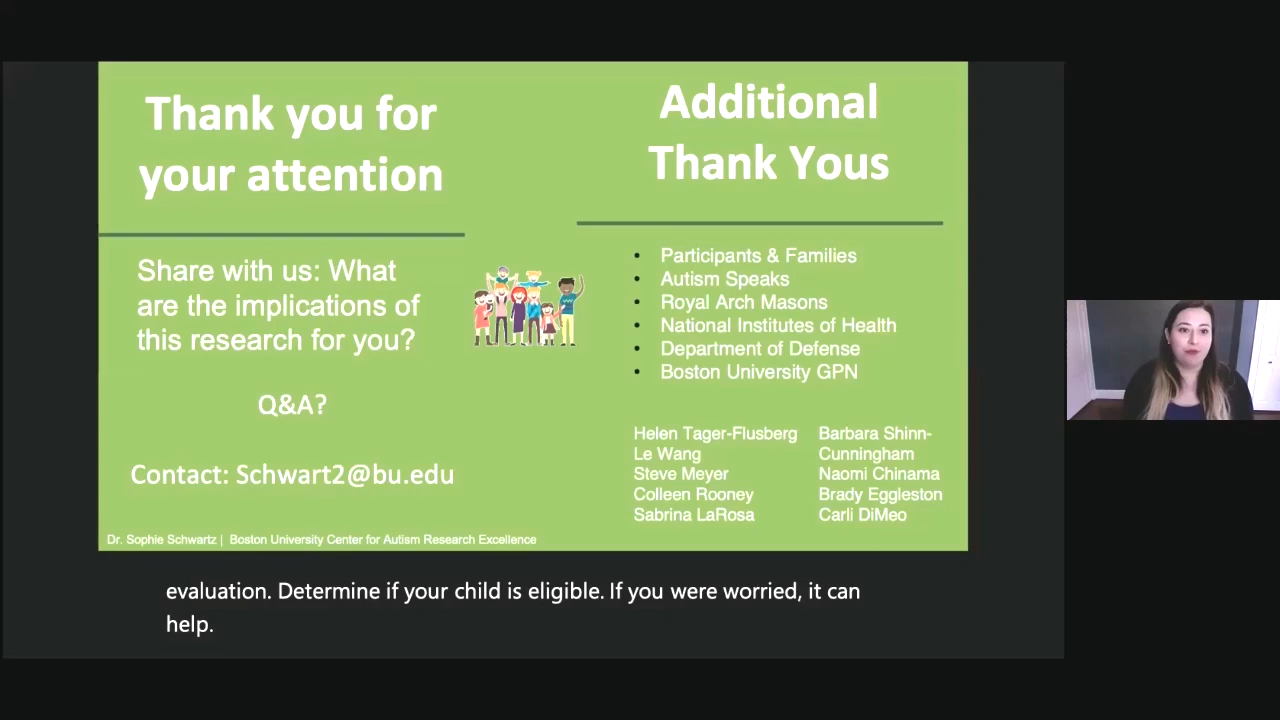 Thank you for
your attention
Share with us: What
are the implications of
this research for you?
Q&A?
Contact: Schwart2@bu.edu
Dr. Sophie Schwartz | Boston University Center for Autism Research Excellence
Additional
Thank Yous
• Participants & Families
• Autism Speaks
• Royal Arch Masons
• National Institutes of Health
• Department of Defense
• Boston University GPN
Helen Tager-Flusberg
Le Wang
Steve Meyer
Colleen Rooney
Sabrina LaRosa
Barbara Shinn-
Cunningham
Naomi Chinama
Brady Eggleston
Carli DiMeo
evaluation. Determine if your child is eligible. If you were worried, it can
help.